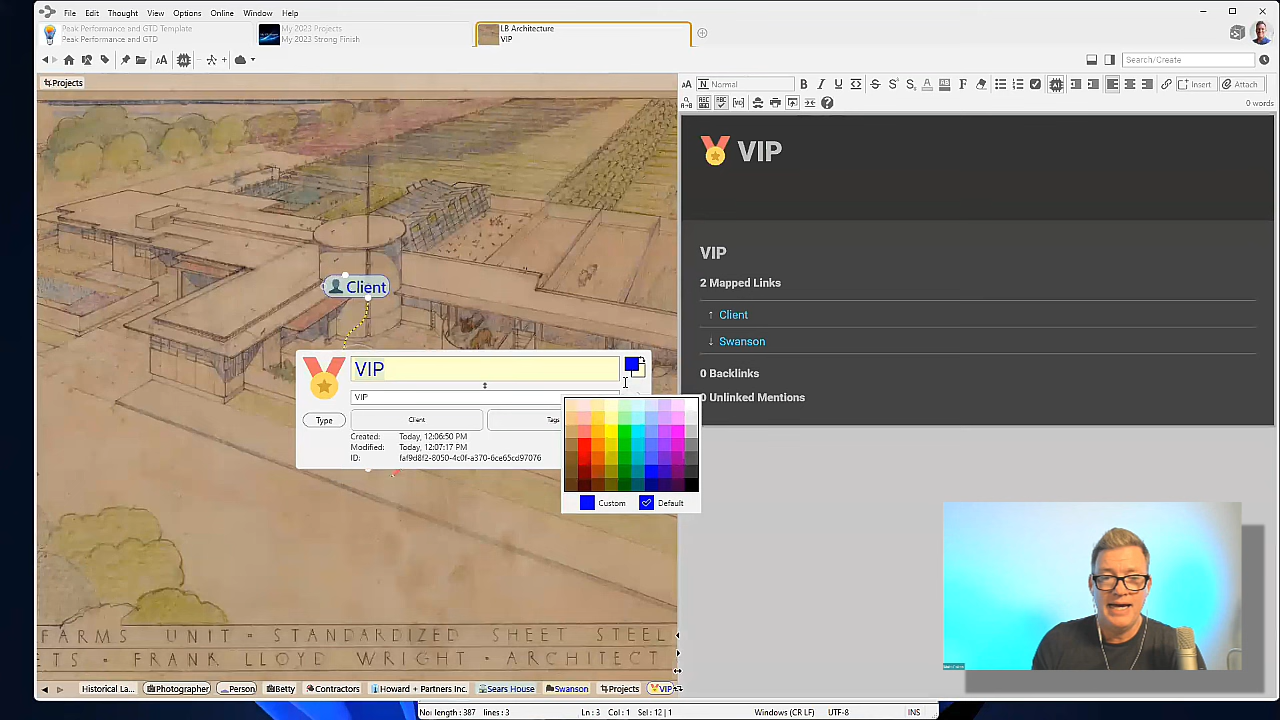 File Edit Thought View Options Online Window Help
Peak Performance and GTD Template
Peak Performance and GTD
My 2023 Projects
My 2023 Strong Finish
LB Architecture
VIP
Search/Create
Projects
Normal
Insert
Attach
0 words
VIP
VIP
2 Mapped Links
↑ Client
↓ Swanson
0 Backlinks
0 Unlinked Mentions
Client
VIP
VIP
Type
Client
Tags
Created: Today, 12:06:50 PM
Modified: Today, 12:07:17 PM
ID: faf9d8f2-8050-4c0f-a370-6ce65cd97076
Custom
Default
FARMS UNIT · STANDARDIZED SHEET STEEL
ETS · FRANK LLOYD WRIGHT · ARCHITECT
Historical La... Photographer Person Betty Contractors Howard + Partners Inc. Sears House Swanson Projects VIP
length : 387 lines : 3 Ln : 3 Col : 1 Sel : 12 | 1 Windows (CR LF) UTF-8 INS